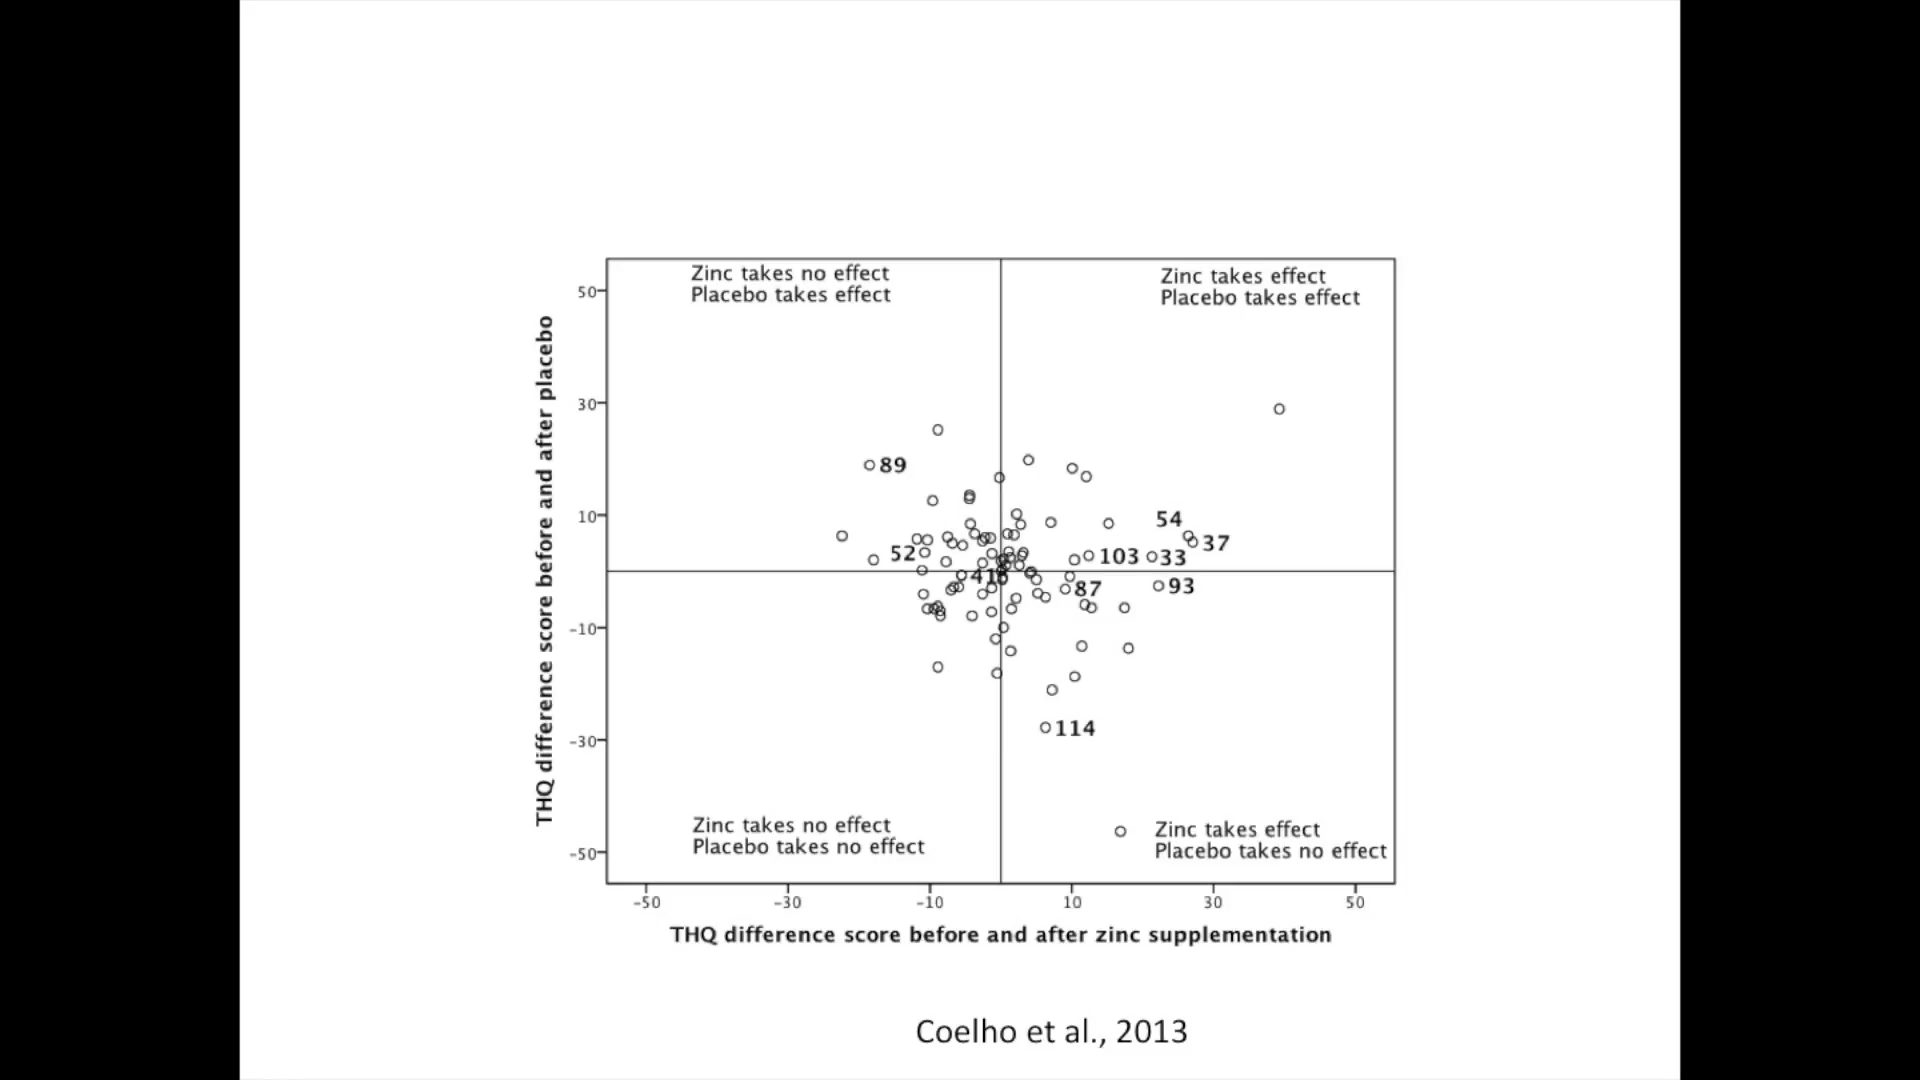 Zinc takes no effect
Placebo takes effect
Zinc takes effect
Placebo takes effect
50
30
10
-10
-30
-50
THQ difference score before and after placebo
89
54
37
52
103
33
41
87
93
114
Zinc takes no effect
Placebo takes no effect
Zinc takes effect
Placebo takes no effect
-50
-30
-10
10
30
50
THQ difference score before and after zinc supplementation
Coelho et al., 2013